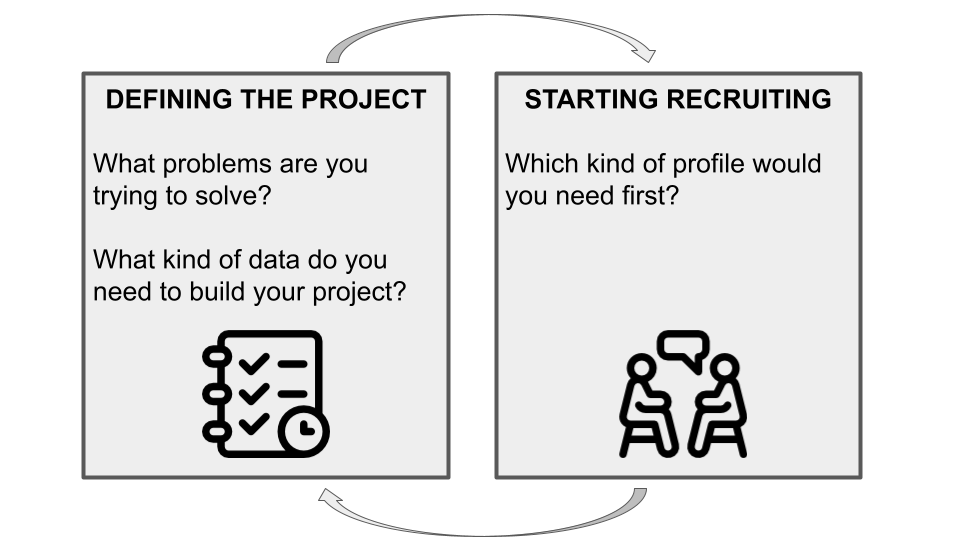 DEFINING THE PROJECT
What problems are you
trying to solve?
What kind of data do you
need to build your project?
STARTING RECRUITING
Which kind of profile would
you need first?